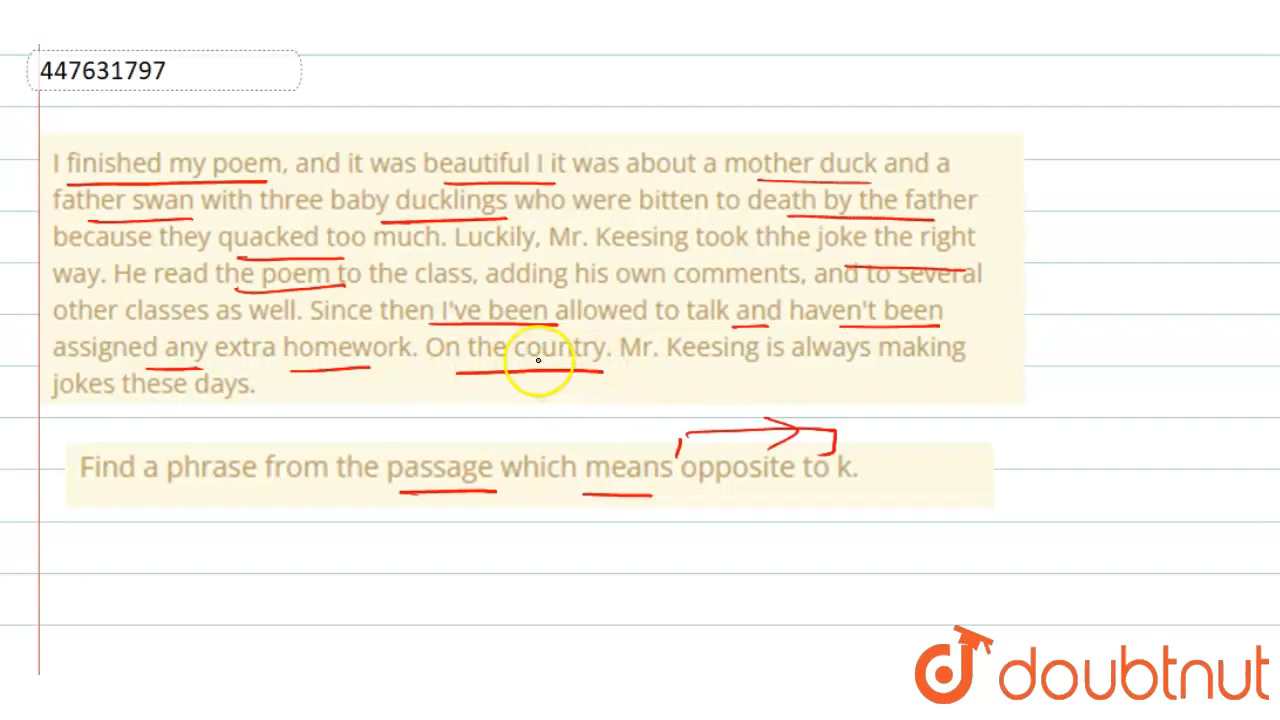 447631797
I finished my poem, and it was beautiful I it was about a mother duck and a
father swan with three baby ducklings who were bitten to death by the father
because they quacked too much. Luckily, Mr. Keesing took thhe joke the right
way. He read the poem to the class, adding his own comments, and to several
other classes as well. Since then I've been allowed to talk and haven't been
assigned any extra homework. On the country. Mr. Keesing is always making
jokes these days.
Find a phrase from the passage which means opposite to k.
doubtnut